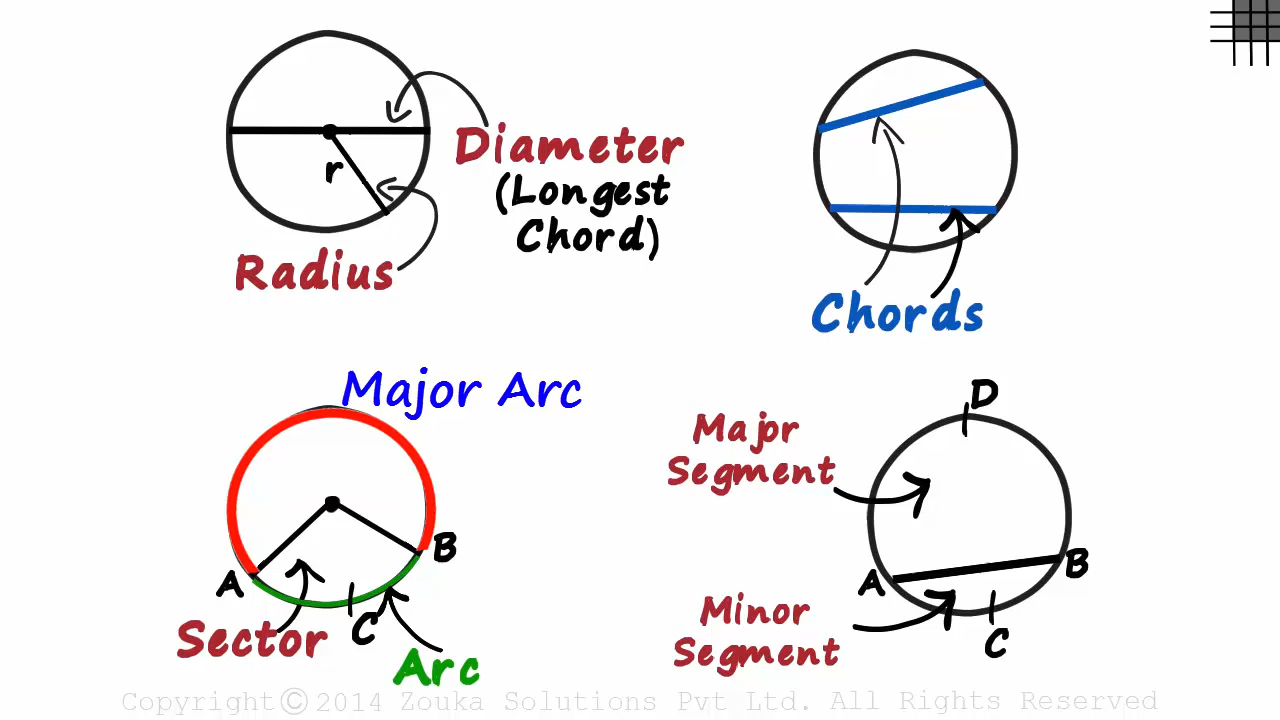 r
Diameter
(Longest
Chord)
Radius
Chords
Major Arc
A
B
C
Sector
Arc
D
Major
Segment
A
B
Minor
Segment
C
Copyright©2014 Zouka Solutions Pvt Ltd. All Rights Reserved